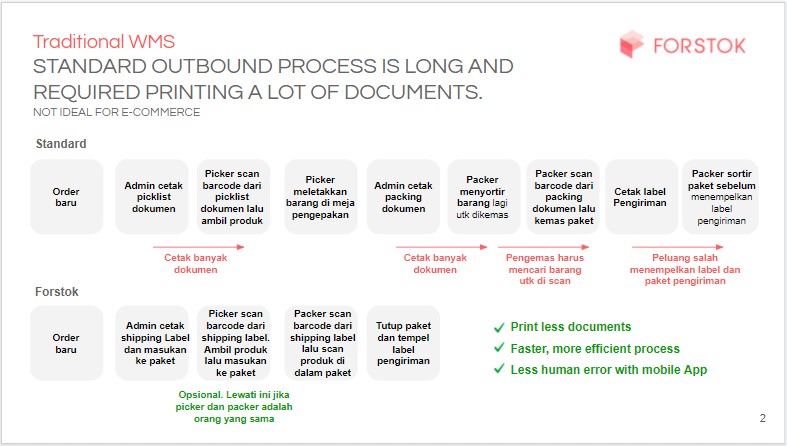 Traditional WMS
FORSTOK
STANDARD OUTBOUND PROCESS IS LONG AND
REQUIRED PRINTING A LOT OF DOCUMENTS.
NOT IDEAL FOR E-COMMERCE
Standard
Order
baru
Admin cetak
picklist
dokumen
Picker scan
barcode dari
picklist
dokumen lalu
ambil produk
Picker
meletakkan
barang di meja
pengepakan
Admin cetak
packing
dokumen
Packer
menyortir
barang lagi
utk dikemas
Packer scan
barcode dari
packing
dokumen lalu
kemas paket
Cetak label
Pengiriman
Packer sortir
paket sebelum
menempelkan
label
pengiriman
Cetak banyak
dokumen
Cetak banyak
dokumen
Pengemas harus
mencari barang
utk di scan
Peluang salah
menempelkan label dan
paket pengiriman
Forstok
Order
baru
Admin cetak
shipping Label
dan masukan
ke paket
Picker scan
barcode dari
shipping label.
Ambil produk
lalu masukan
ke paket
Packer scan
barcode dari
shipping label
lalu scan
produk di
dalam paket
Tutup paket
dan tempel
label
pengiriman
Print less documents
Faster, more efficient process
Less human error with mobile App
Opsional. Lewati ini jika
picker dan packer adalah
orang yang sama
2